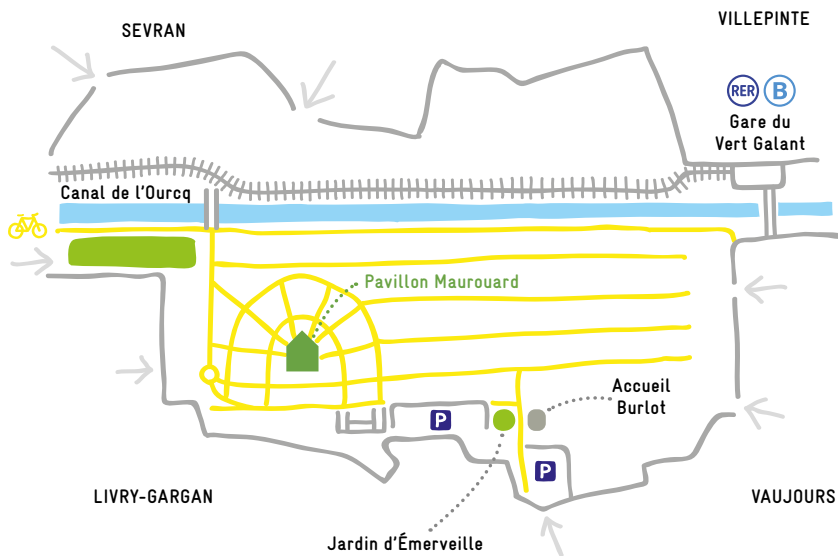 SEVRAN
VILLEPINTE
RER B
Gare du
Vert Galant
Canal de l'Ourcq
Pavillon Maurouard
Accueil
Burlot
P
P
LIVRY-GARGAN
VAUJOURS
Jardin d'Émerveille